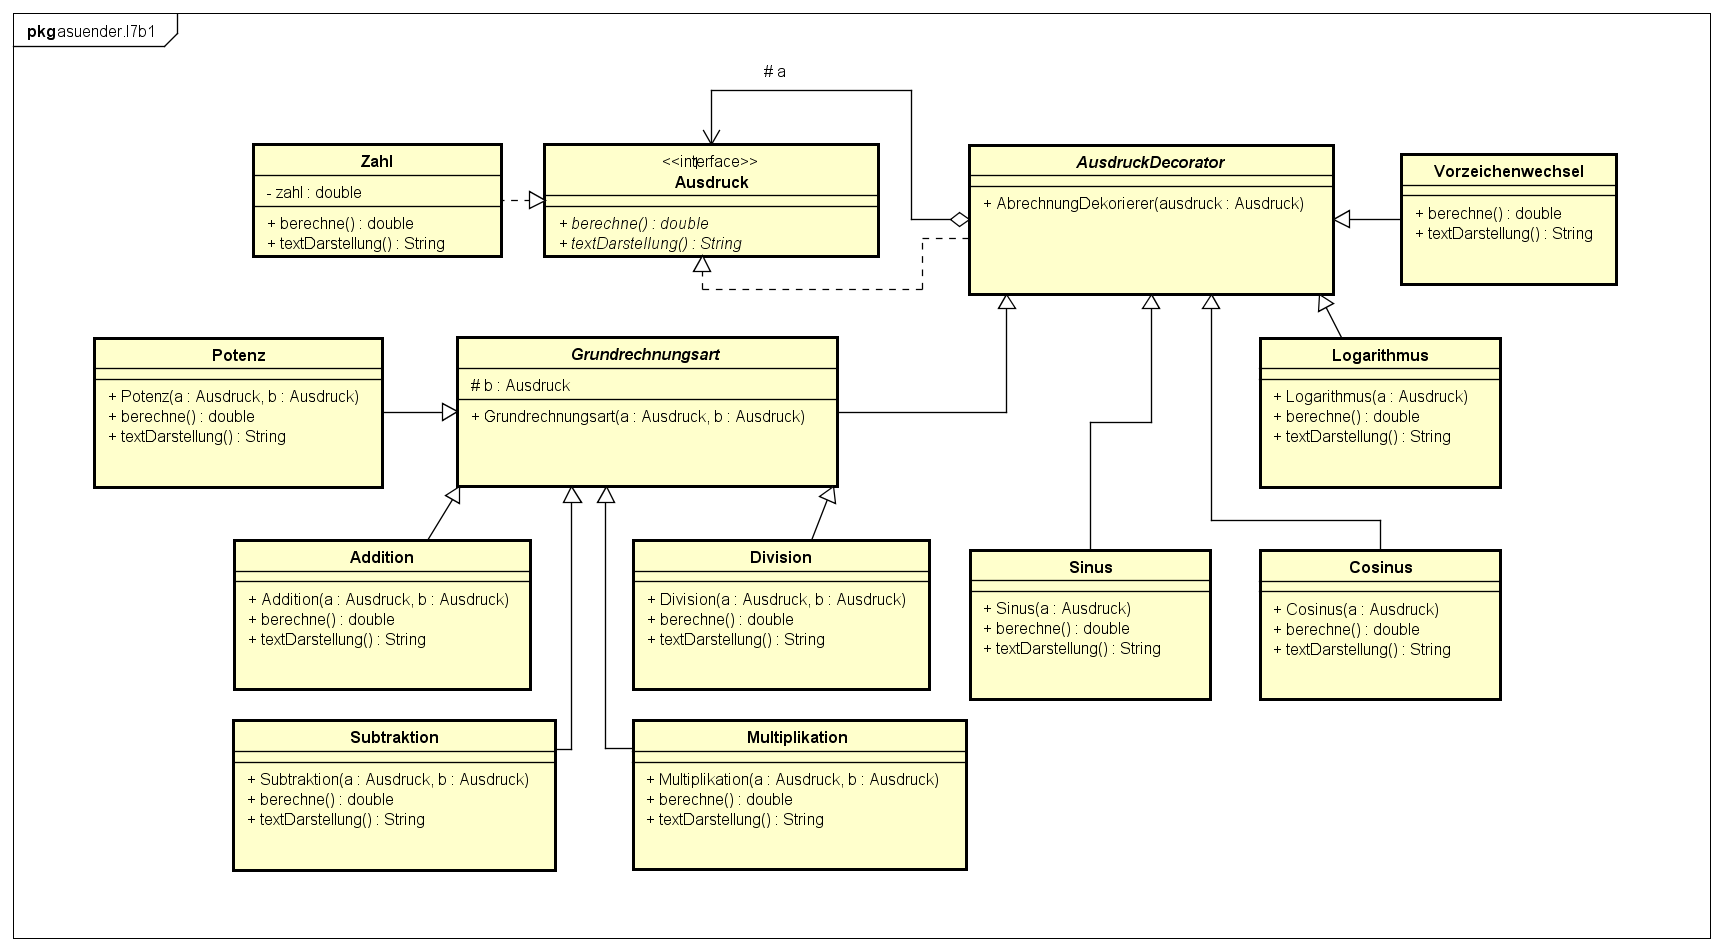 pkg asuender.l7b1
# a
Zahl
- zahl : double
+ berechne() : double
+ textDarstellung() : String
<<interface>>
Ausdruck
+ berechne() : double
+ textDarstellung() : String
AusdruckDecorator
+ AbrechnungDekorierer(ausdruck : Ausdruck)
Vorzeichenwechsel
+ berechne() : double
+ textDarstellung() : String
Potenz
+ Potenz(a : Ausdruck, b : Ausdruck)
+ berechne() : double
+ textDarstellung() : String
Grundrechnungsart
# b : Ausdruck
+ Grundrechnungsart(a : Ausdruck, b : Ausdruck)
Logarithmus
+ Logarithmus(a : Ausdruck)
+ berechne() : double
+ textDarstellung() : String
Addition
+ Addition(a : Ausdruck, b : Ausdruck)
+ berechne() : double
+ textDarstellung() : String
Division
+ Division(a : Ausdruck, b : Ausdruck)
+ berechne() : double
+ textDarstellung() : String
Sinus
+ Sinus(a : Ausdruck)
+ berechne() : double
+ textDarstellung() : String
Cosinus
+ Cosinus(a : Ausdruck)
+ berechne() : double
+ textDarstellung() : String
Subtraktion
+ Subtraktion(a : Ausdruck, b : Ausdruck)
+ berechne() : double
+ textDarstellung() : String
Multiplikation
+ Multiplikation(a : Ausdruck, b : Ausdruck)
+ berechne() : double
+ textDarstellung() : String